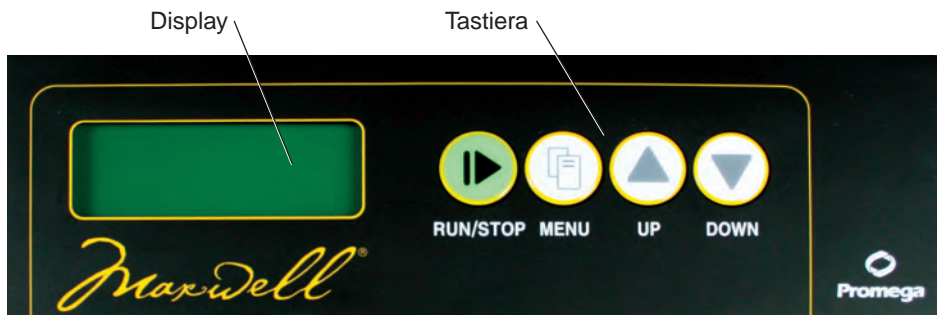 Display
Tastiera
RUN/STOP MENU UP DOWN
Maxwell®
Promega